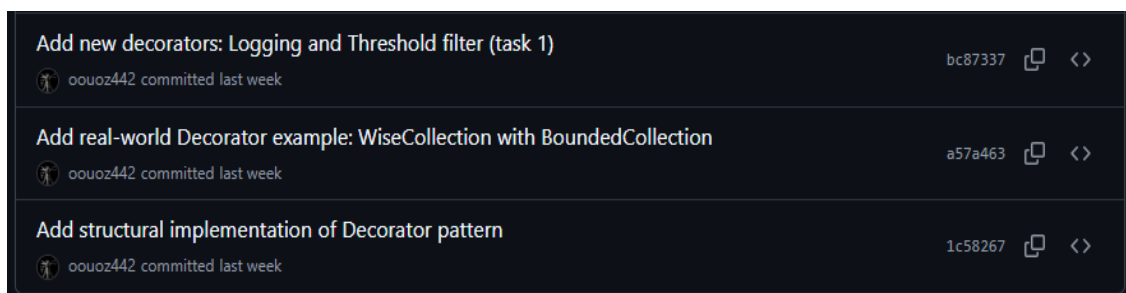 Add new decorators: Logging and Threshold filter (task 1)
bc87337
oouoz442 committed last week
Add real-world Decorator example: WiseCollection with BoundedCollection
a57a463
oouoz442 committed last week
Add structural implementation of Decorator pattern
1c58267
oouoz442 committed last week